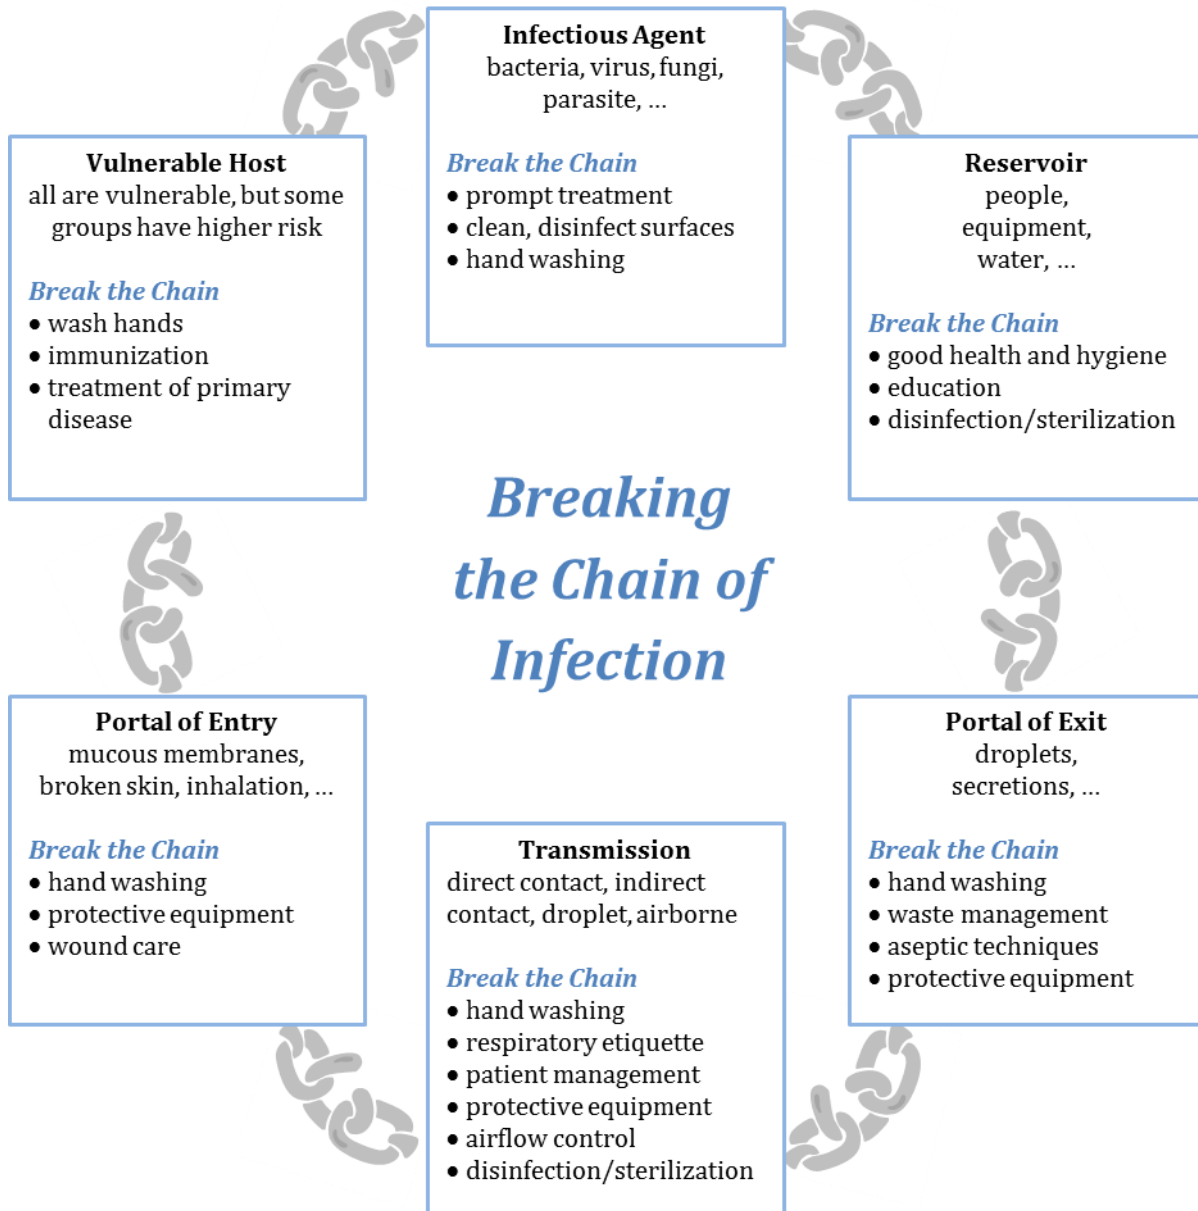 Infectious Agent
bacteria, virus, fungi,
parasite, ...
Break the Chain
• prompt treatment
• clean, disinfect surfaces
• hand washing
Reservoir
people,
equipment,
water, ...
Break the Chain
• good health and hygiene
• education
• disinfection/sterilization
Portal of Exit
droplets,
secretions, ...
Break the Chain
• hand washing
• waste management
• aseptic techniques
• protective equipment
Transmission
direct contact, indirect
contact, droplet, airborne
Break the Chain
• hand washing
• respiratory etiquette
• patient management
• protective equipment
• airflow control
• disinfection/sterilization
Portal of Entry
mucous membranes,
broken skin, inhalation, ...
Break the Chain
• hand washing
• protective equipment
• wound care
Vulnerable Host
all are vulnerable, but some
groups have higher risk
Break the Chain
• wash hands
• immunization
• treatment of primary
disease
Breaking
the Chain of
Infection